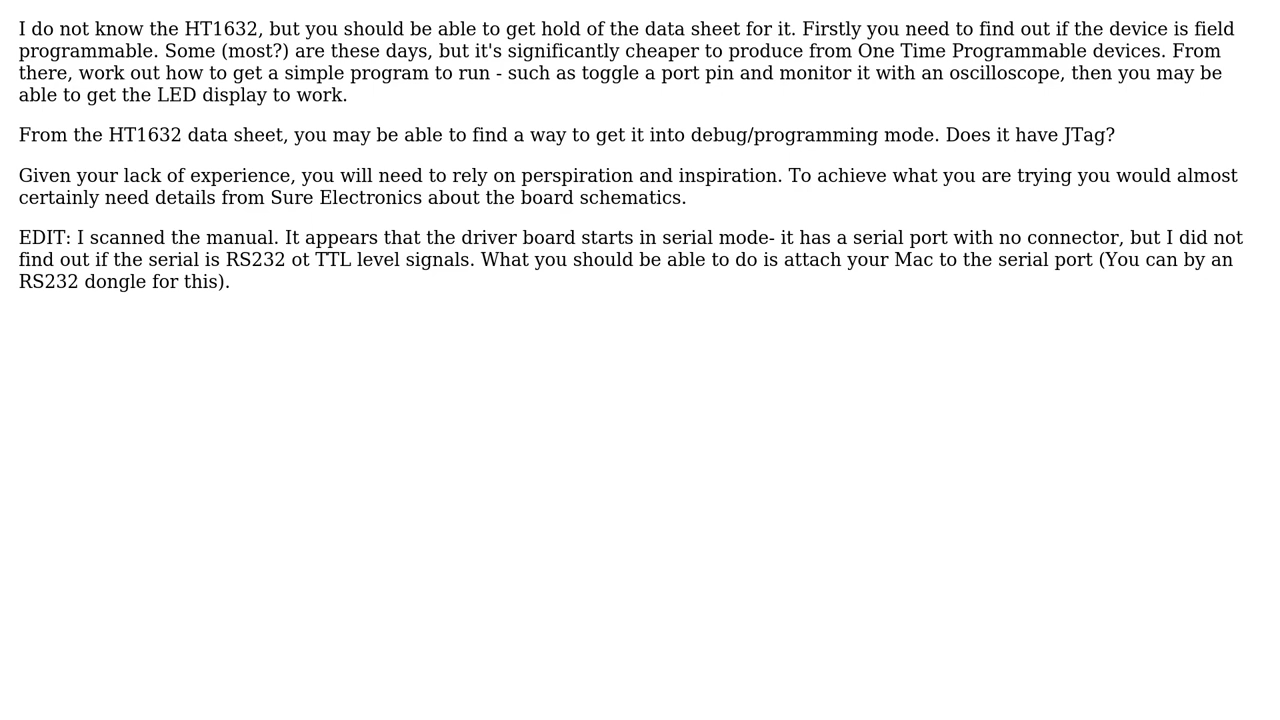 I do not know the HT1632, but you should be able to get hold of the data sheet for it. Firstly you need to find out if the device is field
programmable. Some (most?) are these days, but it's significantly cheaper to produce from One Time Programmable devices. From
there, work out how to get a simple program to run - such as toggle a port pin and monitor it with an oscilloscope, then you may be
able to get the LED display to work.
From the HT1632 data sheet, you may be able to find a way to get it into debug/programming mode. Does it have JTag?
Given your lack of experience, you will need to rely on perspiration and inspiration. To achieve what you are trying you would almost
certainly need details from Sure Electronics about the board schematics.
EDIT: I scanned the manual. It appears that the driver board starts in serial mode- it has a serial port with no connector, but I did not
find out if the serial is RS232 ot TTL level signals. What you should be able to do is attach your Mac to the serial port (You can by an
RS232 dongle for this).